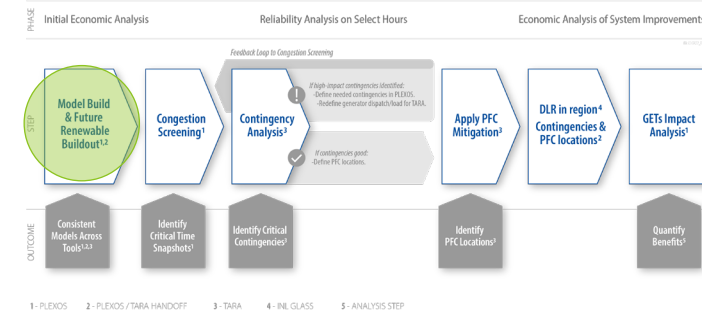 PHASE
Initial Economic Analysis
Reliability Analysis on Select Hours
Economic Analysis of System Improvements
Feedback Loop to Congestion Screening
STEP
Model Build
& Future
Renewable
Buildout1,2
Congestion
Screening1
Contingency
Analysis3
If high-impact contingencies identified:
-Define needed contingencies in PLEXOS.
-Redefine generator dispatch/load for TARA.
If contingencies good:
-Define PFC locations.
Apply PFC
Mitigation3
DLR in region4
Contingencies &
PFC locations2
GETs Impact
Analysis1
OUTCOME
Consistent
Models Across
Tools1,2,3
Identify
Critical Time
Snapshots1
Identify Critical
Contingencies3
Identify
PFC Locations3
Quantify
Benefits5
1 - PLEXOS
2 - PLEXOS / TARA HANDOFF
3 - TARA
4 - INL GLASS
5 - ANALYSIS STEP